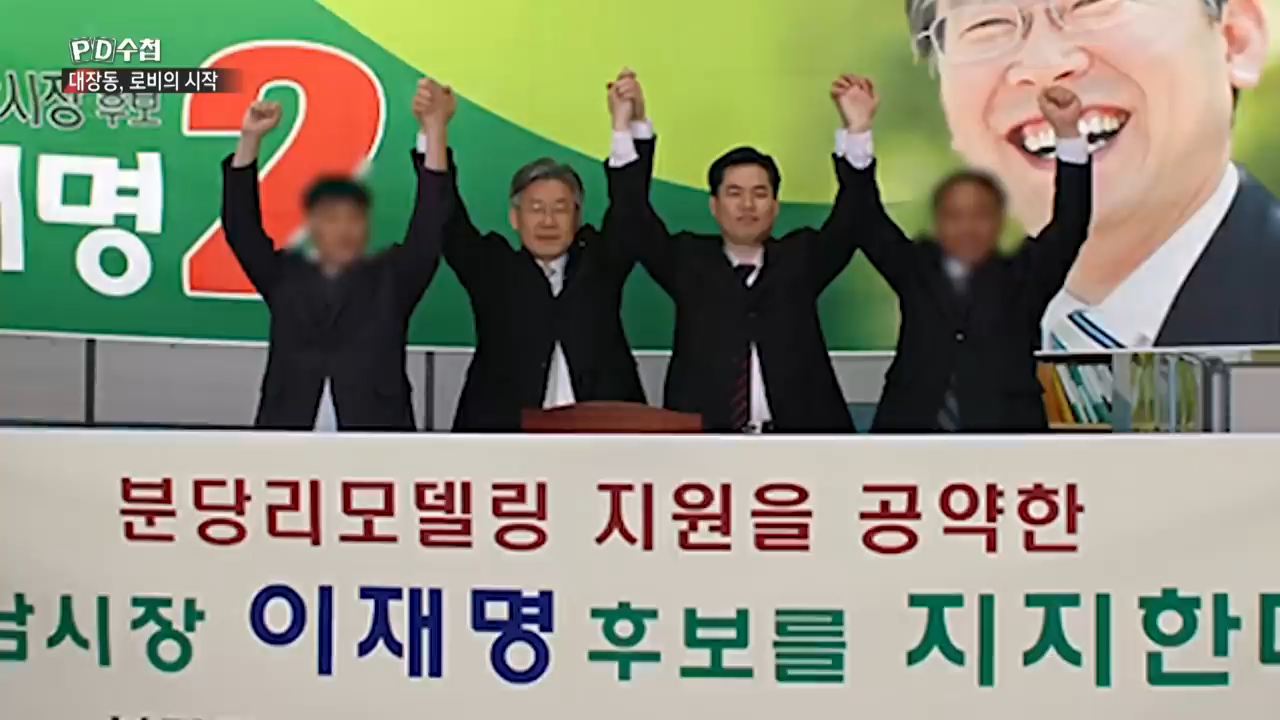 PD수첩
대장동, 로비의 시작
시장 후보
명 2
분당리모델링 지원을 공약한
남시장 이재명 후보를 지지한다